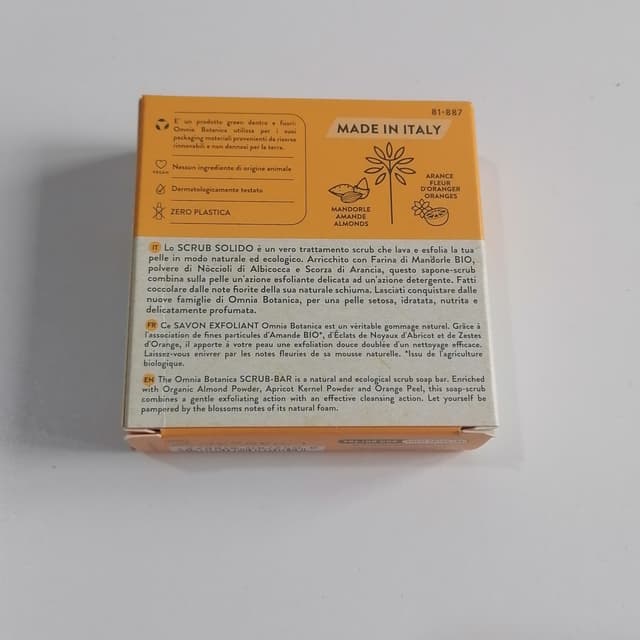 81-887
E' un prodotto green dentro e fuori:
Omnia Botanica utilizza per i suoi
packaging materiali provenienti da risorse
rinnovabili e non dannosi per la terra.
VEGAN
Nessun ingrediente di origine animale
Dermatologicamente testato
ZERO PLASTICA
MADE IN ITALY
MANDORLE
AMANDE
ALMONDS
ARANCE
FLEUR
D'ORANGER
ORANGES
IT Lo SCRUB SOLIDO è un vero trattamento scrub che lava e esfolia la tua
pelle in modo naturale ed ecologico. Arricchito con Farina di Mandorle BIO,
polvere di Nòccioli di Albicocca e Scorza di Arancia, questo sapone-scrub
combina sulla pelle un'azione esfoliante delicata ad un'azione detergente. Fatti
coccolare dalle note fiorite della sua naturale schiuma. Lasciati conquistare dalle
nuove famiglie di Omnia Botanica, per una pelle setosa, idratata, nutrita e
delicatamente profumata.
FR Ce SAVON EXFOLIANT Omnia Botanica est un véritable gommage naturel. Grâce à
l'association de fines particules d'Amande BIO*, d'Éclats de Noyaux d'Abricot et de Zestes
d'Orange, il apporte à votre peau une exfoliation douce doublée d'un nettoyage efficace.
Laissez-vous enivrer par les notes fleuries de sa mousse naturelle. *Issu de l'agriculture
biologique.
EN The Omnia Botanica SCRUB-BAR is a natural and ecological scrub soap bar. Enriched
with Organic Almond Powder, Apricot Kernel Powder and Orange Peel, this soap-scrub
combines a gentle exfoliating action with an effective cleansing action. Let yourself be
pampered by the blossoms notes of its natural foam.